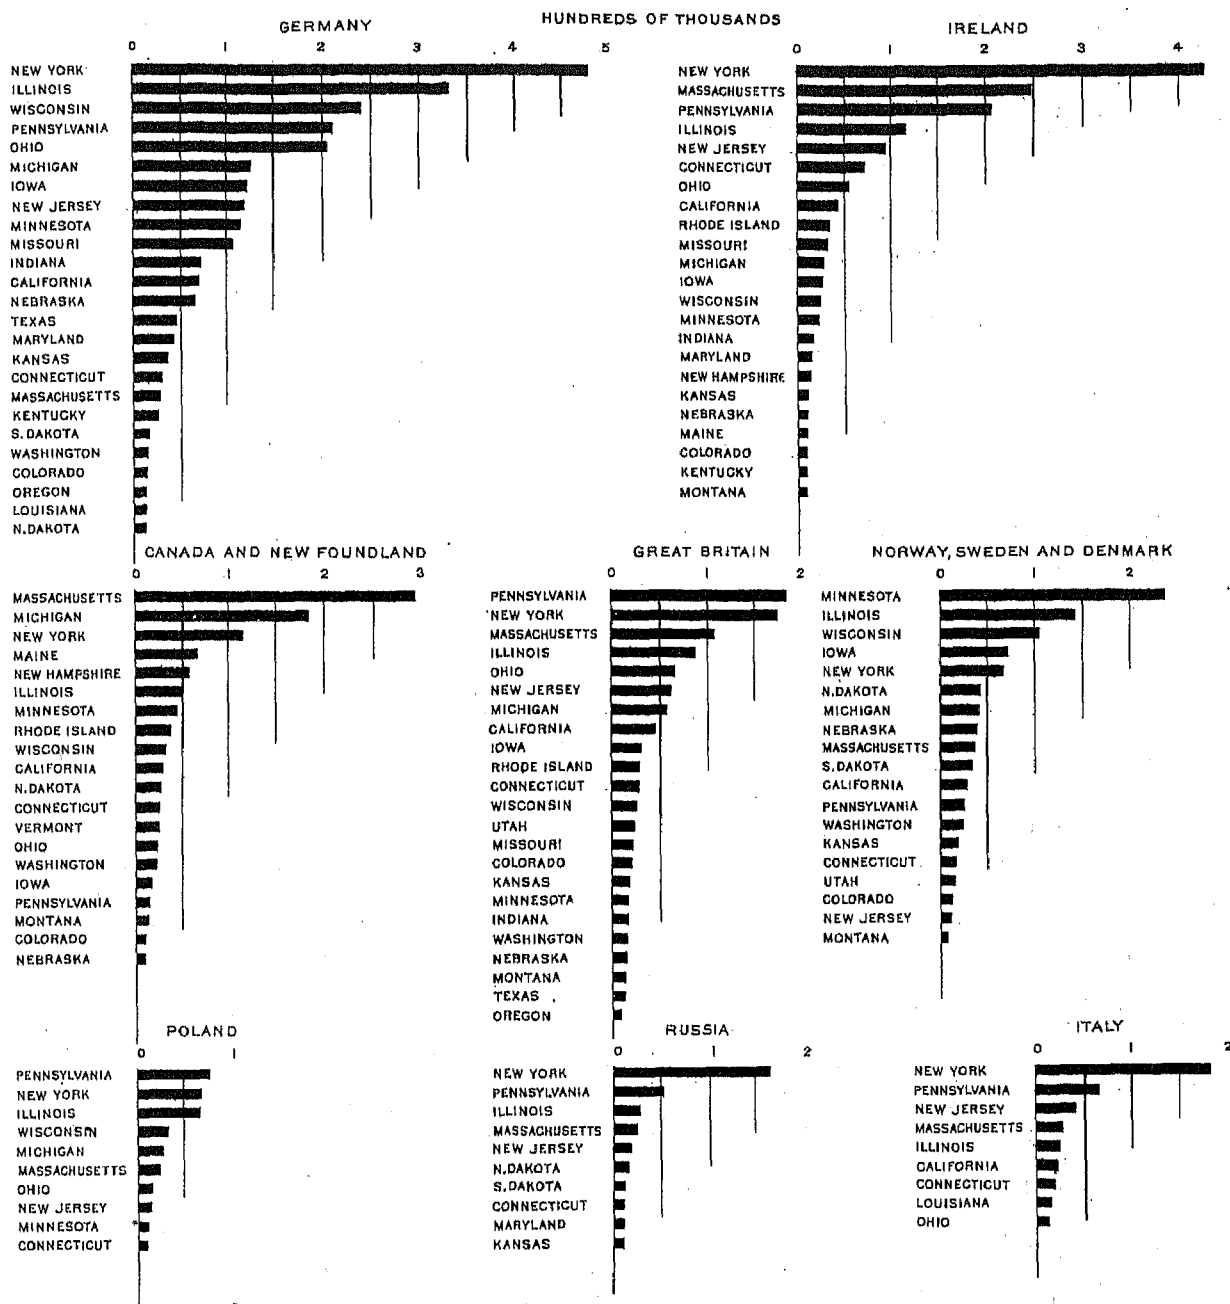 HUNDREDS OF THOUSANDS
GERMANY
0 1 2 3 4 .5
NEW YORK
ILLINOIS
WISCONSIN
PENNSYLVANIA
OHIO
MICHIGAN
IOWA
NEW JERSEY
MINNESOTA
MISSOURI
INDIANA
CALIFORNIA
NEBRASKA
TEXAS
MARYLAND
KANSAS
CONNECTICUT
MASSACHUSETTS
KENTUCKY
S. DAKOTA
WASHINGTON
COLORADO
OREGON
LOUISIANA
N. DAKOTA
IRELAND
0 1 2 3 4
NEW YORK
MASSACHUSETTS
PENNSYLVANIA
ILLINOIS
NEW JERSEY
CONNECTICUT
OHIO
CALIFORNIA
RHODE ISLAND
MISSOURI
MICHIGAN
IOWA
WISCONSIN
MINNESOTA
INDIANA
MARYLAND
NEW HAMPSHIRE
KANSAS
NEBRASKA
MAINE
COLORADO
KENTUCKY
MONTANA
CANADA AND NEW FOUNDLAND
0 1 2 3
MASSACHUSETTS
MICHIGAN
NEW YORK
MAINE
NEW HAMPSHIRE
ILLINOIS
MINNESOTA
RHODE ISLAND
WISCONSIN
CALIFORNIA
N. DAKOTA
CONNECTICUT
VERMONT
OHIO
WASHINGTON
IOWA
PENNSYLVANIA
MONTANA
COLORADO
NEBRASKA
GREAT BRITAIN
0 1 2
PENNSYLVANIA
NEW YORK
MASSACHUSETTS
ILLINOIS
OHIO
NEW JERSEY
MICHIGAN
CALIFORNIA
IOWA
RHODE ISLAND
CONNECTICUT
WISCONSIN
UTAH
MISSOURI
COLORADO
KANSAS
MINNESOTA
INDIANA
WASHINGTON
NEBRASKA
MONTANA
TEXAS
OREGON
NORWAY, SWEDEN AND DENMARK
0 1 2
MINNESOTA
ILLINOIS
WISCONSIN
IOWA
NEW YORK
N. DAKOTA
MICHIGAN
NEBRASKA
MASSACHUSETTS
S. DAKOTA
CALIFORNIA
PENNSYLVANIA
WASHINGTON
KANSAS
CONNECTICUT
UTAH
COLORADO
NEW JERSEY
MONTANA
POLAND
0 1
PENNSYLVANIA
NEW YORK
ILLINOIS
WISCONSIN
MICHIGAN
MASSACHUSETTS
OHIO
NEW JERSEY
MINNESOTA
CONNECTICUT
RUSSIA
0 1 2
NEW YORK
PENNSYLVANIA
ILLINOIS
MASSACHUSETTS
NEW JERSEY
N. DAKOTA
S. DAKOTA
CONNECTICUT
MARYLAND
KANSAS
ITALY
0 1 2
NEW YORK
PENNSYLVANIA
NEW JERSEY
MASSACHUSETTS
ILLINOIS
CALIFORNIA
CONNECTICUT
LOUISIANA
OHIO